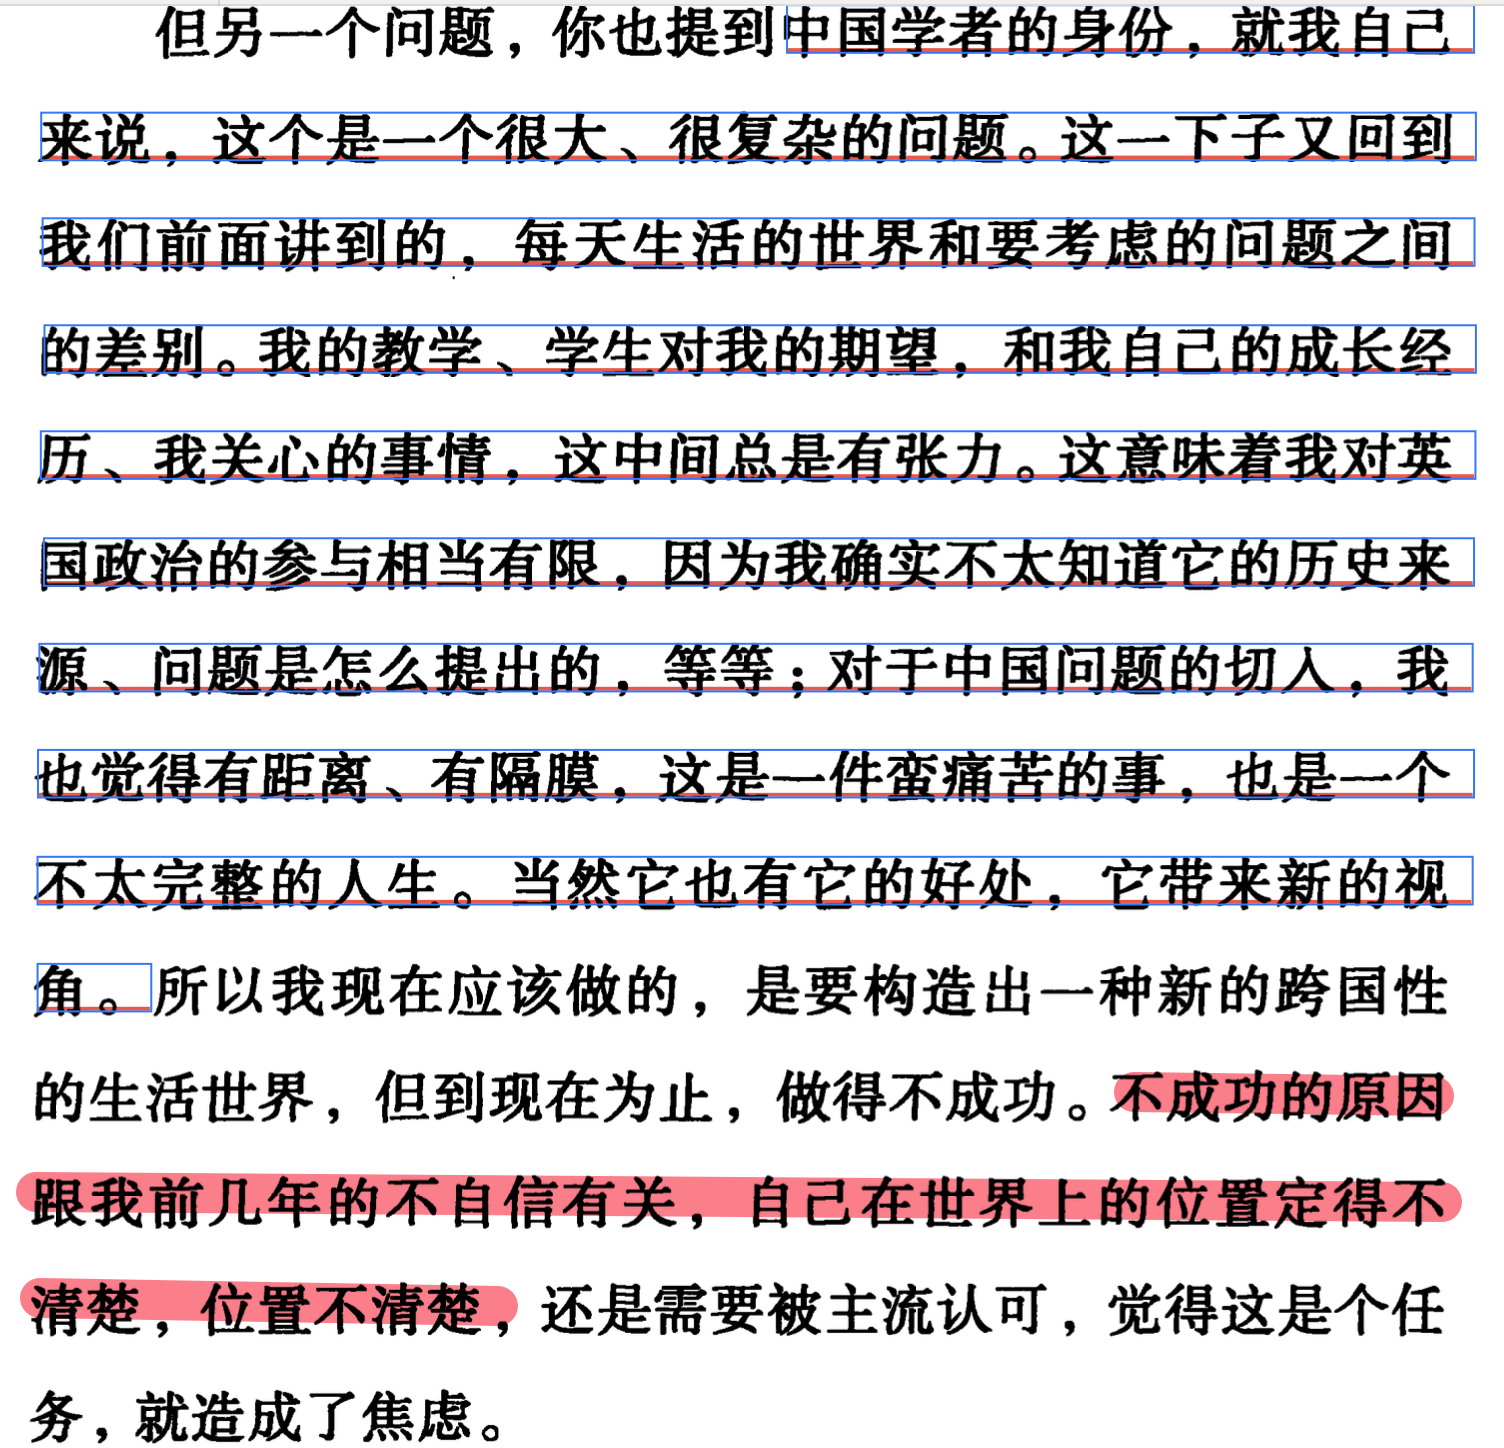 但另一个问题，你也提到中国学者的身份，就我自己
来说，这个是一个很大、很复杂的问题。这一下子又回到
我们前面讲到的，每天生活的世界和要考虑的问题之间
的差别。我的教学、学生对我的期望，和我自己的成长经
历、我关心的事情，这中间总是有张力。这意味着我对英
国政治的参与相当有限，因为我确实不太知道它的历史来
源、问题是怎么提出的，等等；对于中国问题的切入，我
也觉得有距离、有隔膜，这是一件蛮痛苦的事，也是一个
不太完整的人生。当然它也有它的好处，它带来新的视
角。所以我现在应该做的，是要构造出一种新的跨国性
的生活世界，但到现在为止，做得不成功。不成功的原因
跟我前几年的不自信有关，自己在世界上的位置定得不
清楚，位置不清楚，还是需要被主流认可，觉得这是个任
务，就造成了焦虑。